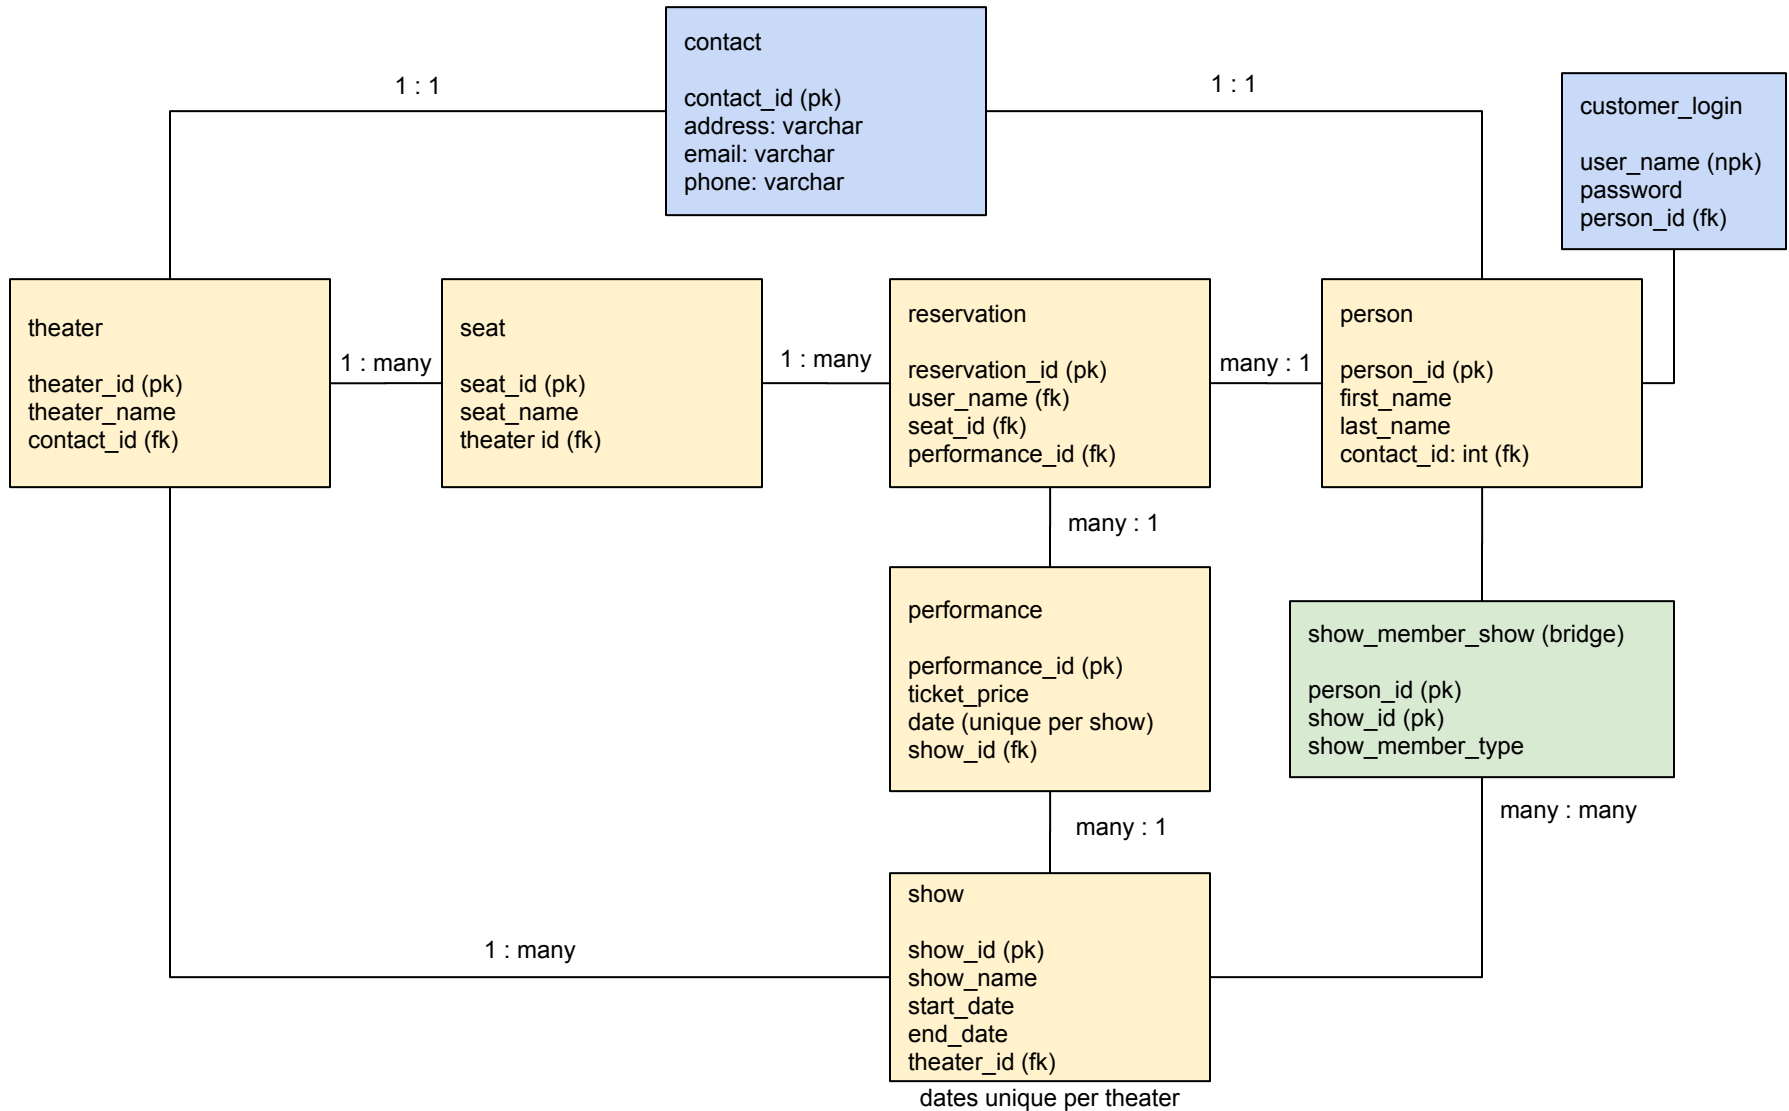 contact
contact_id (pk)
address: varchar
email: varchar
phone: varchar
1 : 1
1 : 1
customer_login
user_name (npk)
password
person_id (fk)
theater
theater_id (pk)
theater_name
contact_id (fk)
1 : many
seat
seat_id (pk)
seat_name
theater id (fk)
1 : many
reservation
reservation_id (pk)
user_name (fk)
seat_id (fk)
performance_id (fk)
many : 1
person
person_id (pk)
first_name
last_name
contact_id: int (fk)
many : 1
performance
performance_id (pk)
ticket_price
date (unique per show)
show_id (fk)
show_member_show (bridge)
person_id (pk)
show_id (pk)
show_member_type
many : 1
many : many
1 : many
show
show_id (pk)
show_name
start_date
end_date
theater_id (fk)
dates unique per theater